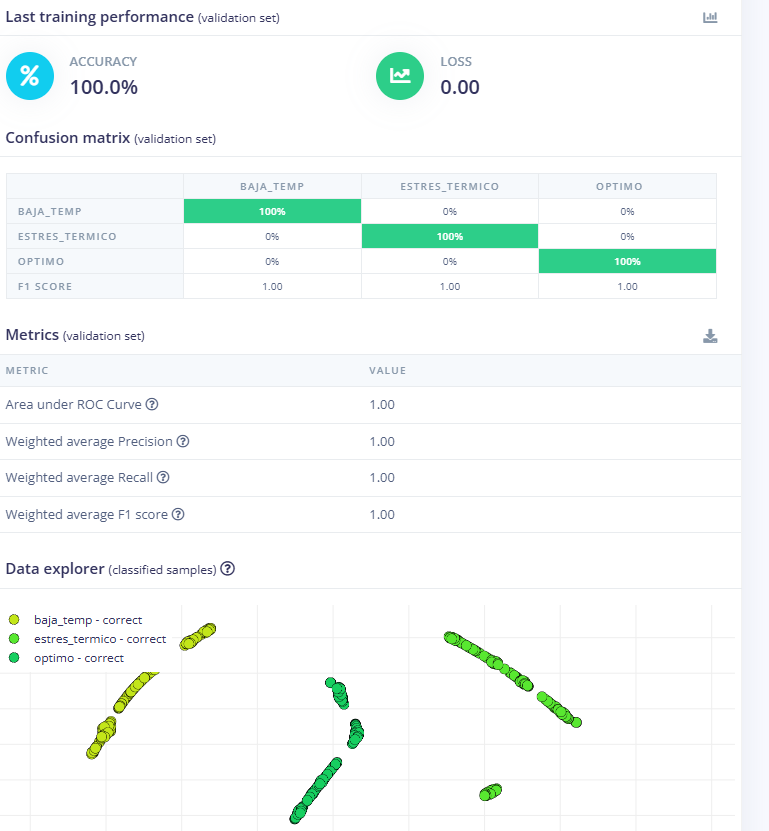 Last training performance (validation set)
% ACCURACY
100.0%
LOSS
0.00
Confusion matrix (validation set)
BAJA_TEMP ESTRES_TERMICO OPTIMO
BAJA_TEMP 100% 0% 0%
ESTRES_TERMICO 0% 100% 0%
OPTIMO 0% 0% 100%
F1 SCORE 1.00 1.00 1.00
Metrics (validation set)
METRIC VALUE
Area under ROC Curve ? 1.00
Weighted average Precision ? 1.00
Weighted average Recall ? 1.00
Weighted average F1 score ? 1.00
Data explorer (classified samples) ?
baja_temp - correct
estres_termico - correct
optimo - correct